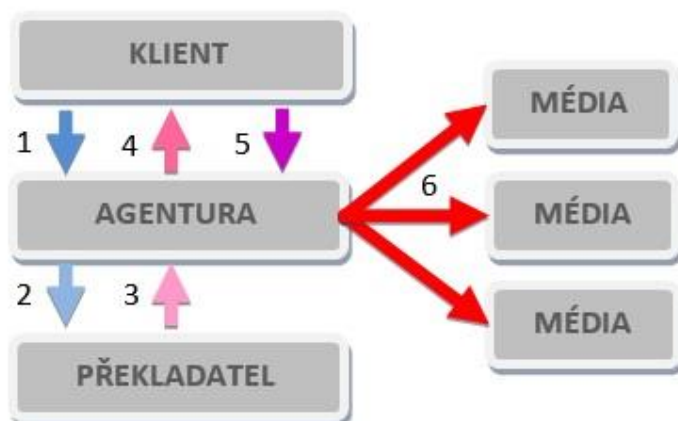 KLIENT
MÉDIA
1
4
5
AGENTURA
6
MÉDIA
2
3
MÉDIA
PŘEKLADATEL